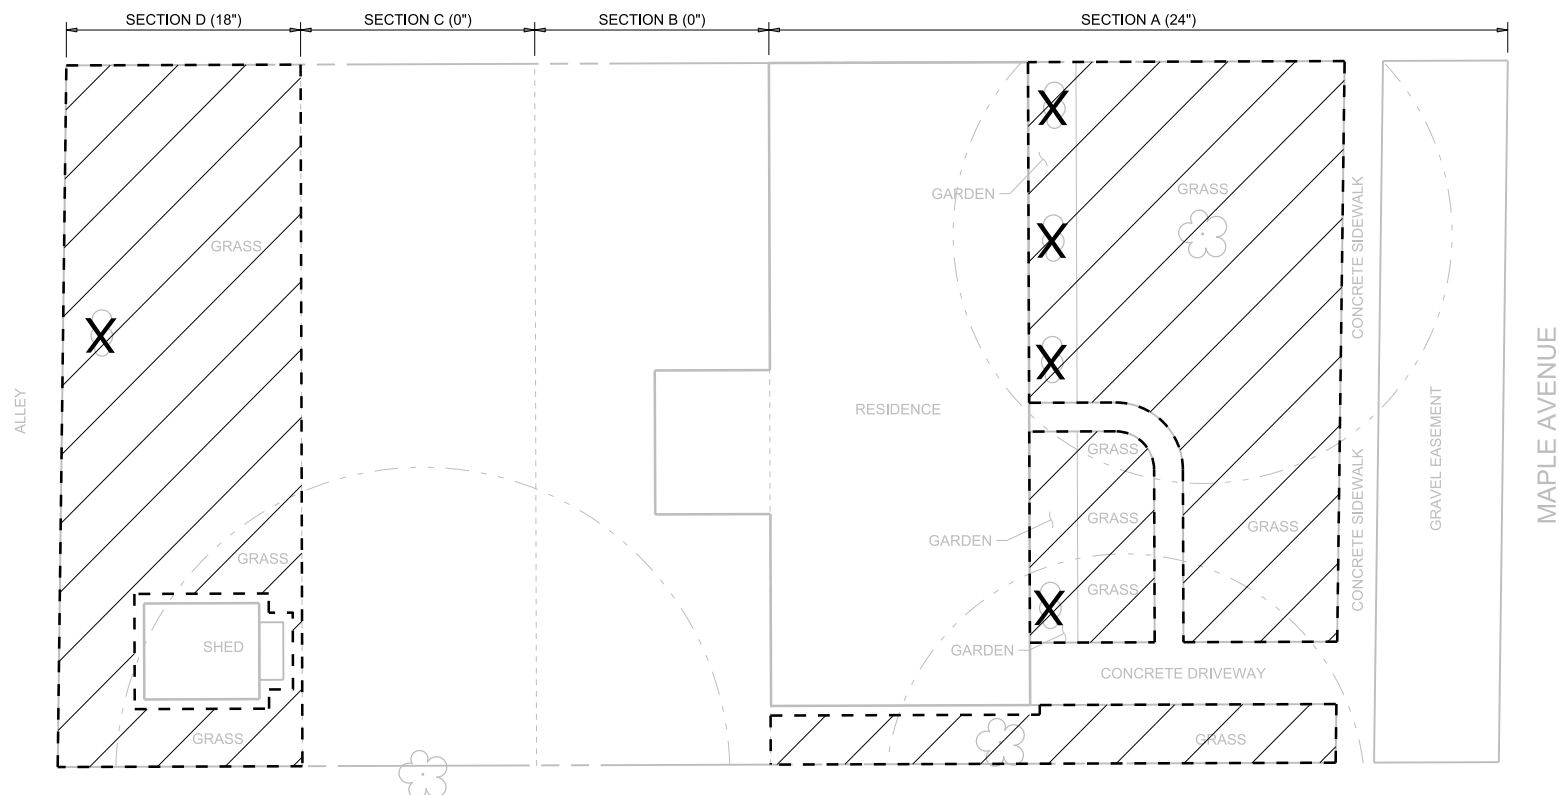 SECTION D (18")
SECTION C (0")
SECTION B (0")
SECTION A (24")
GARDEN
GRASS
GRASS
CONCRETE SIDEWALK
X
X
X
X
ALLEY
RESIDENCE
GRASS
GRAVEL EASEMENT
MAPLE AVENUE
GARDEN
GRASS
GRASS
CONCRETE SIDEWALK
GRASS
GRASS
X
SHED
GARDEN
CONCRETE DRIVEWAY
GRASS
GRASS